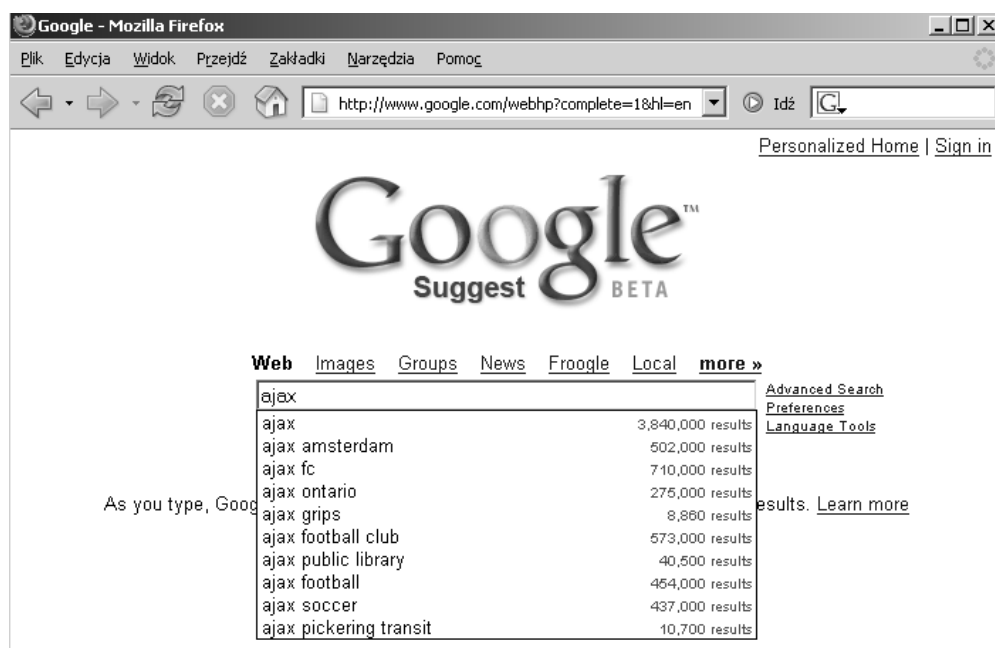 Google - Mozilla Firefox
Plik Edycja Widok Przejdź Zakładki Narzędzia Pomoc
http://www.google.com/webhp?complete=1&hl=en Idź G
Personalized Home | Sign in
Google™
Suggest BETA
Web Images Groups News Froogle Local more »
ajax
Advanced Search
Preferences
Language Tools
ajax 3,840,000 results
ajax amsterdam 502,000 results
ajax fc 710,000 results
ajax ontario 275,000 results
ajax grips 8,860 results
ajax football club 573,000 results
ajax public library 40,500 results
ajax football 454,000 results
ajax soccer 437,000 results
ajax pickering transit 10,700 results
As you type, Goog esults. Learn more